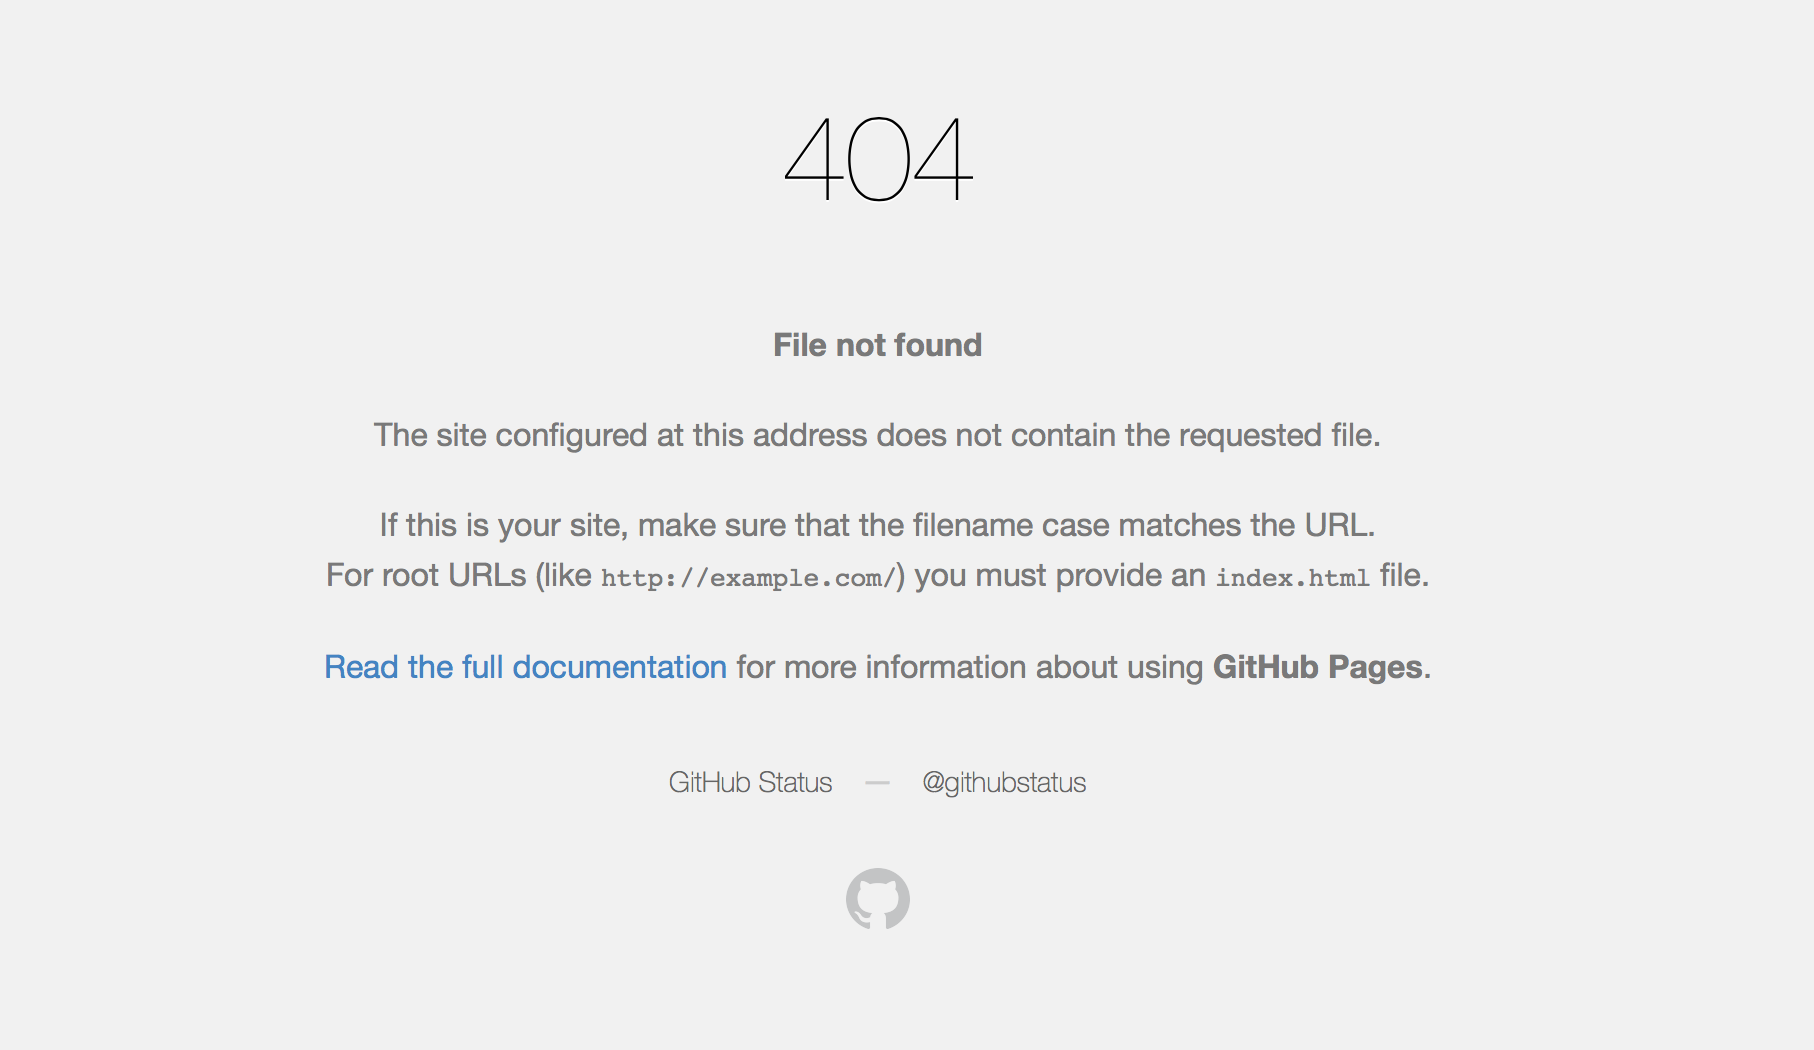 404
File not found
The site configured at this address does not contain the requested file.
If this is your site, make sure that the filename case matches the URL.
For root URLs (like http://example.com/) you must provide an index.html file.
Read the full documentation for more information about using GitHub Pages.
GitHub Status — @githubstatus